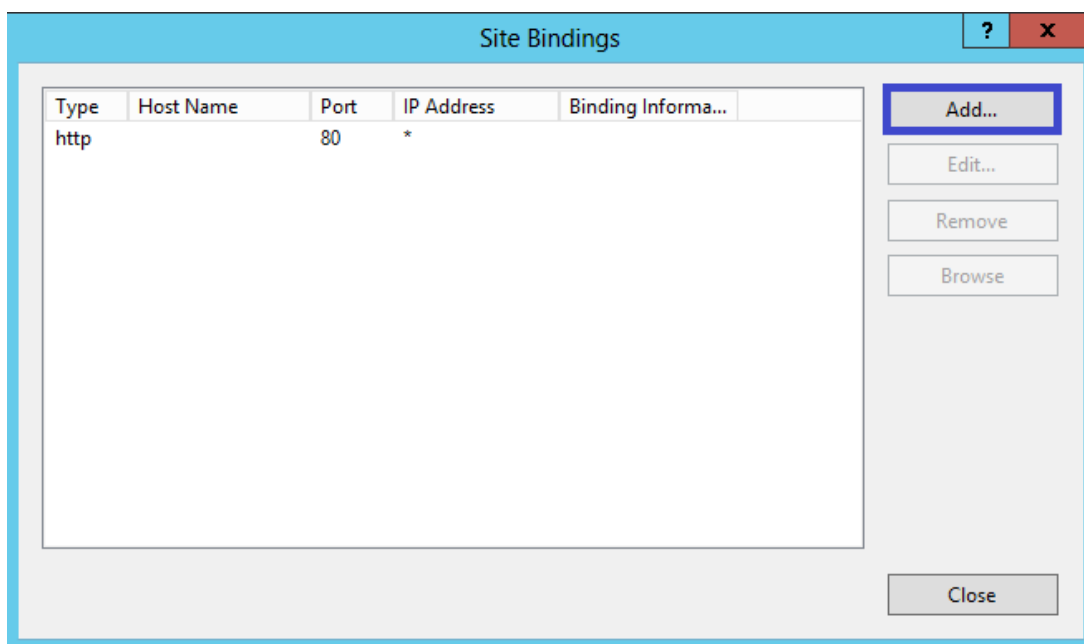 Site Bindings
? x
Type Host Name Port IP Address Binding Informa... Add...
http 80 *
Edit...
Remove
Browse
Close